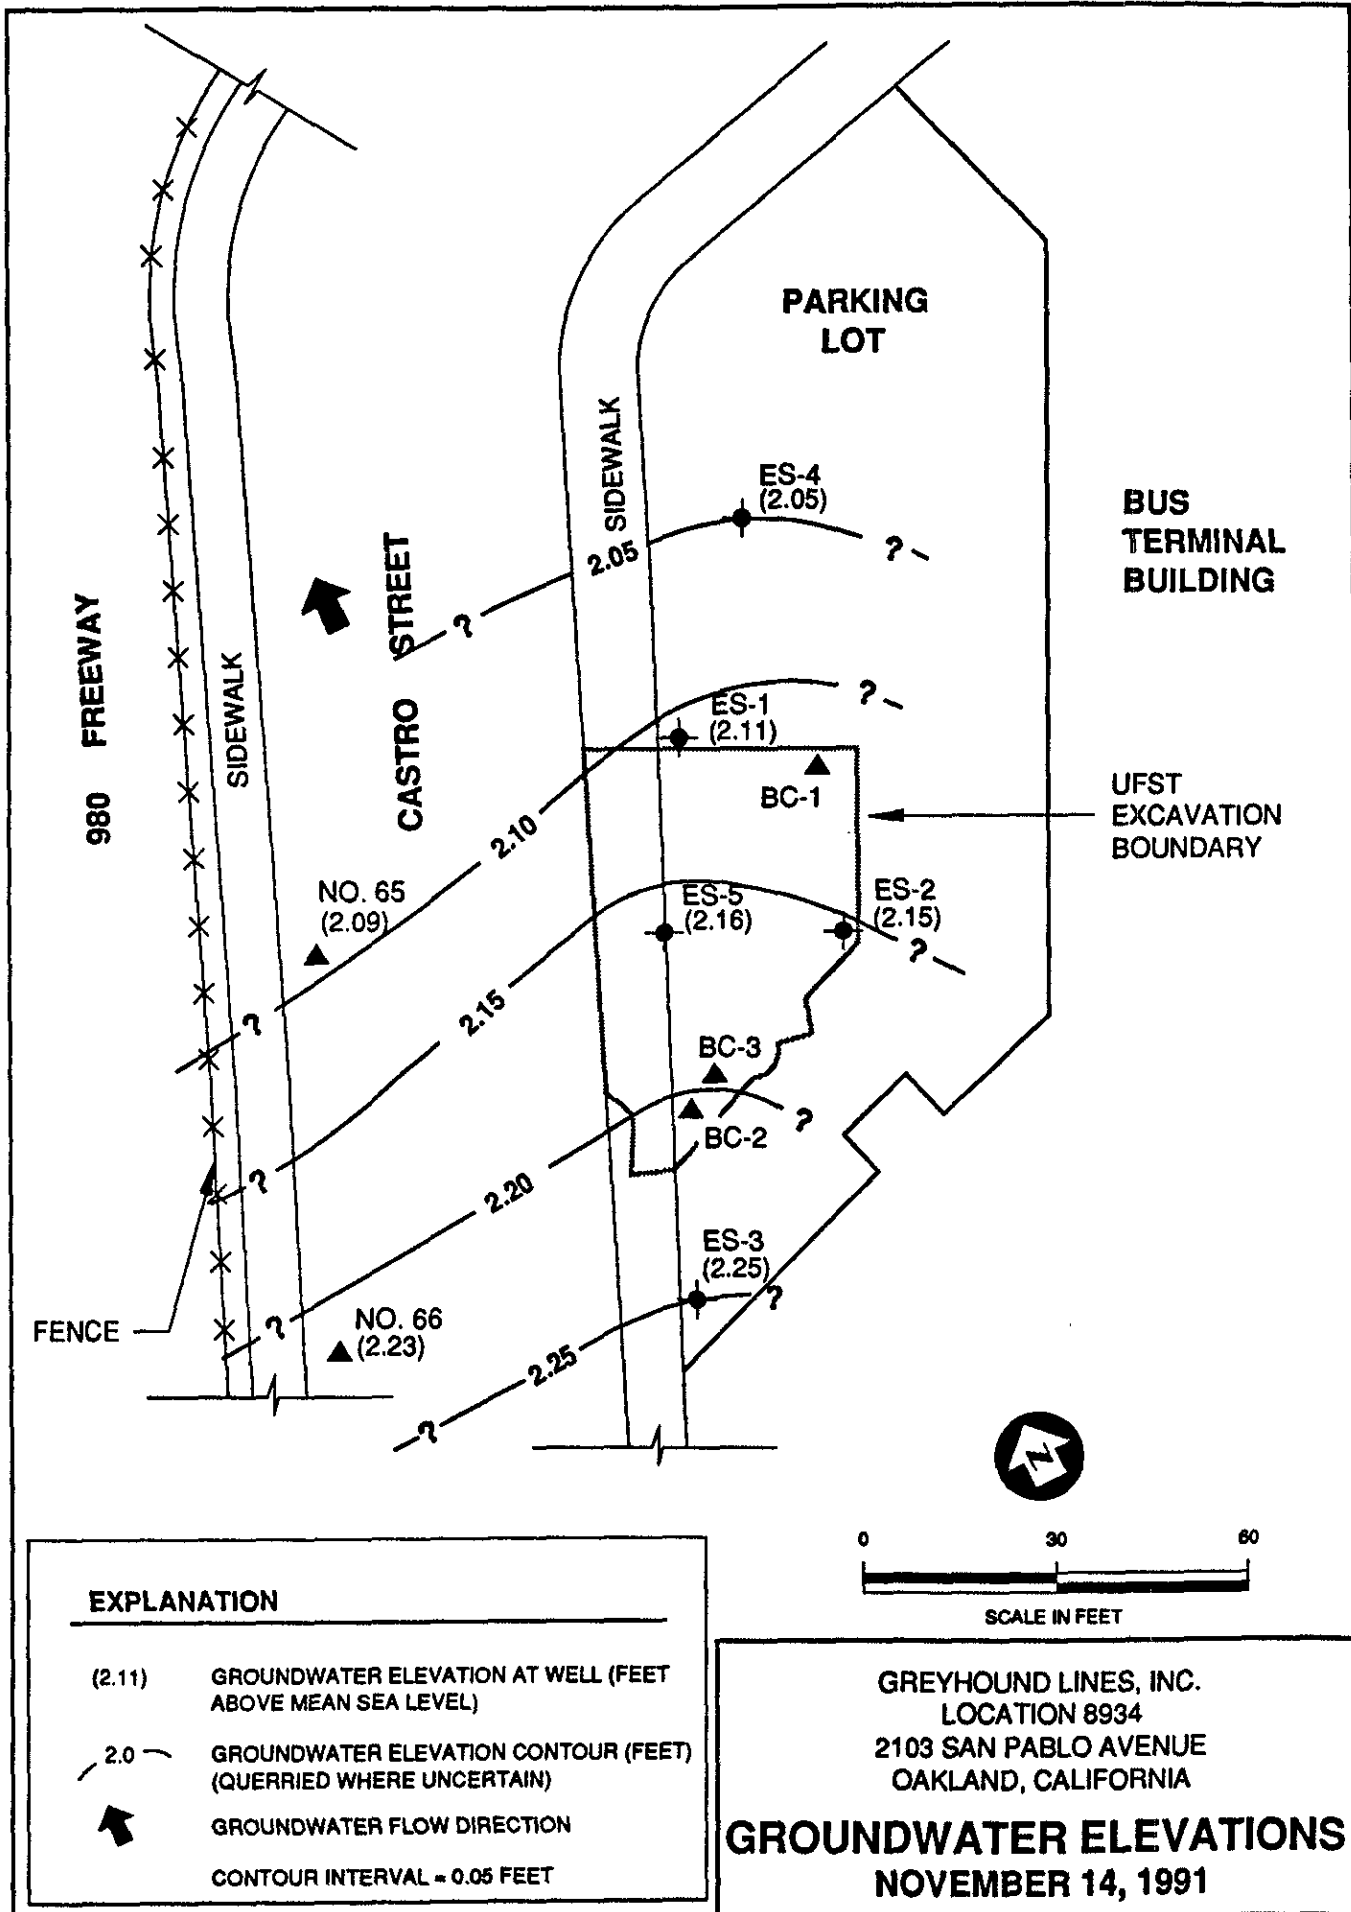 PARKING
LOT
SIDEWALK
ES-4
(2.05)
BUS
TERMINAL
BUILDING
2.05
?
?
CASTRO STREET
980 FREEWAY
SIDEWALK
ES-1
(2.11)
?
BC-1
UFST
EXCAVATION
BOUNDARY
2.10
NO. 65
(2.09)
ES-5
(2.16)
ES-2
(2.15)
?
?
2.15
BC-3
BC-2
?
?
2.20
ES-3
(2.25)
?
FENCE
?
NO. 66
(2.23)
2.25
?
N
0 30 60
SCALE IN FEET
EXPLANATION
(2.11) GROUNDWATER ELEVATION AT WELL (FEET
ABOVE MEAN SEA LEVEL)
2.0 GROUNDWATER ELEVATION CONTOUR (FEET)
(QUERRIED WHERE UNCERTAIN)
GROUNDWATER FLOW DIRECTION
CONTOUR INTERVAL = 0.05 FEET
GREYHOUND LINES, INC.
LOCATION 8934
2103 SAN PABLO AVENUE
OAKLAND, CALIFORNIA
GROUNDWATER ELEVATIONS
NOVEMBER 14, 1991